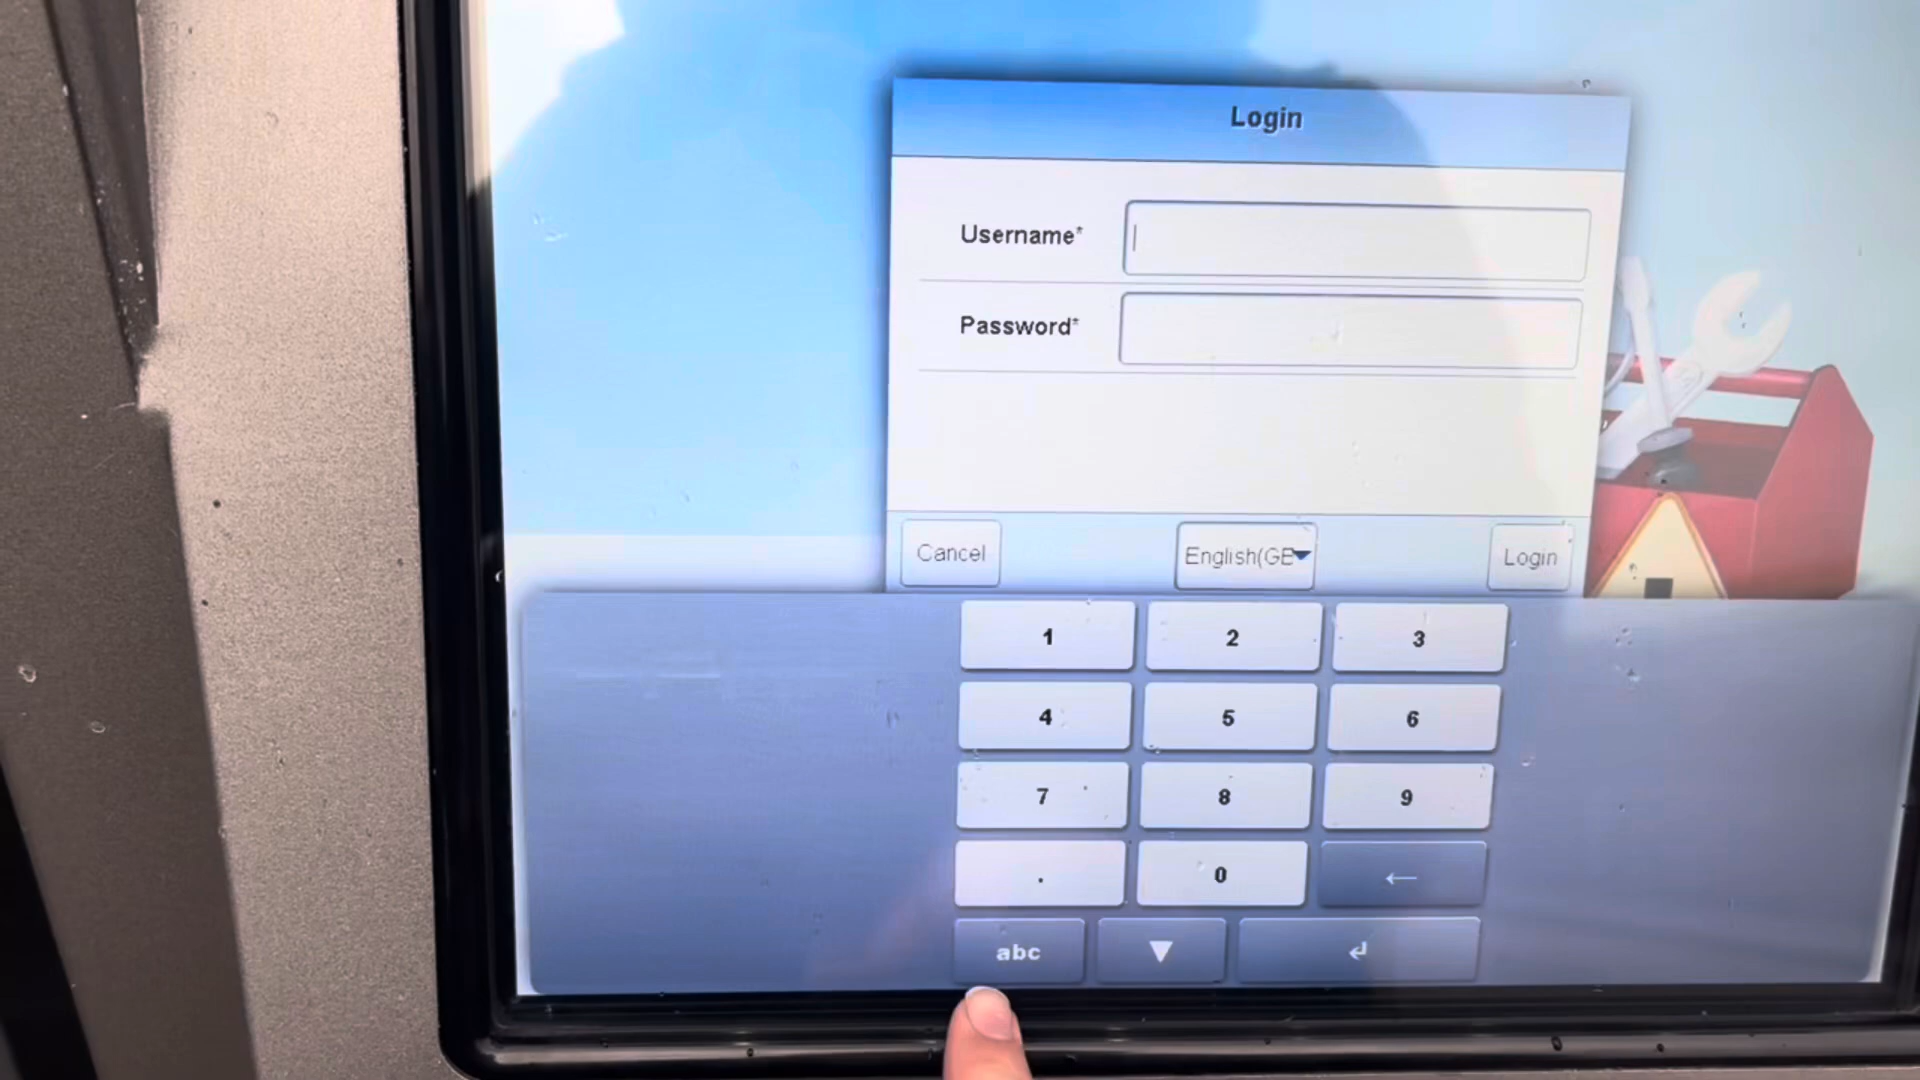 Login
Username*
Password*
Cancel English(GB Login
1 2 3
4 5 6
7 8 9
. 0 ←
abc ▼ ↵